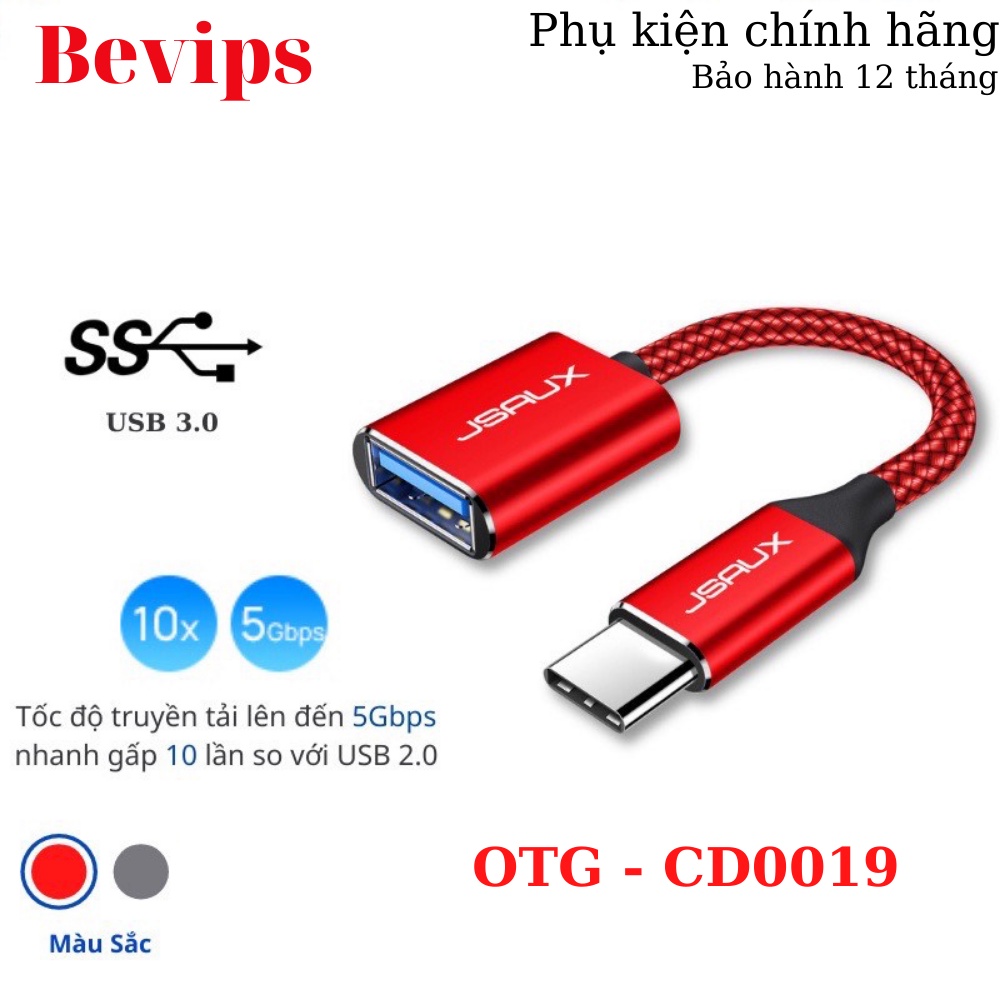 Bevips
Phụ kiện chính hãng
Bảo hành 12 tháng
SS
USB 3.0
JSAUX
JSAUX
10x
5Gbps
Tốc độ truyền tải lên đến 5Gbps
nhanh gấp 10 lần so với USB 2.0
OTG - CD0019
Màu Sắc